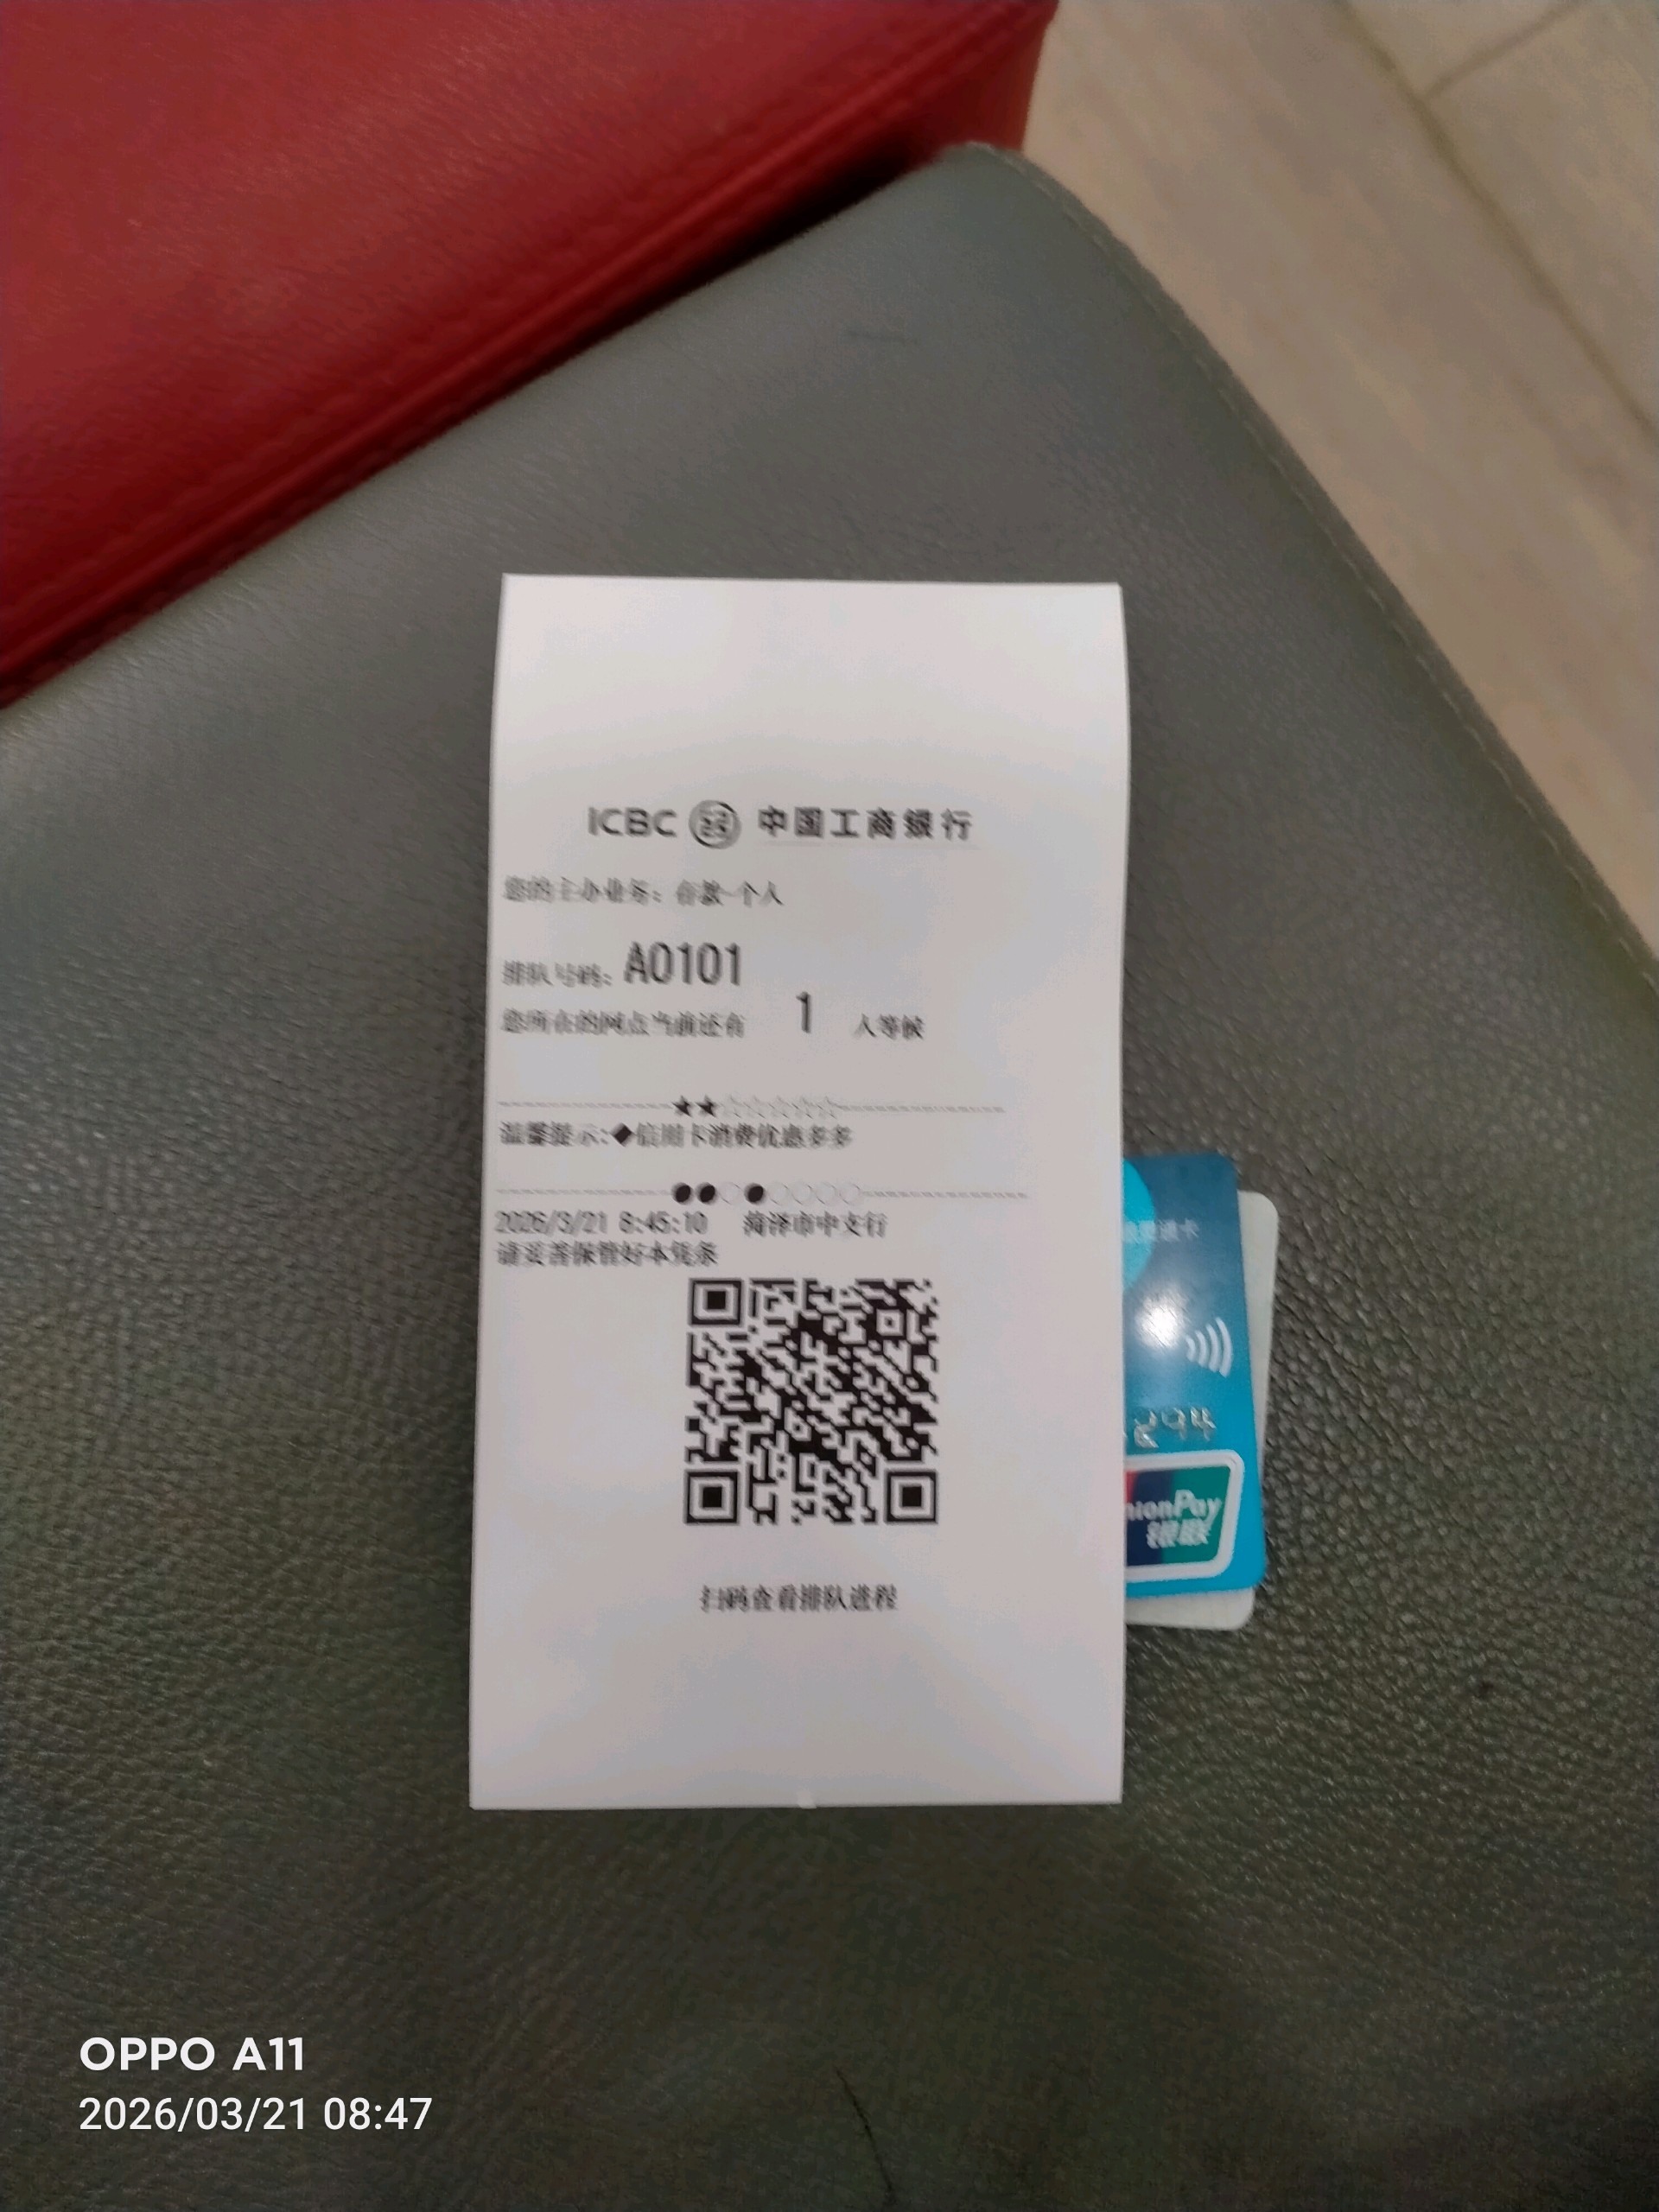 ICBC 中国工商银行
您的主办业务：存款-个人
排队号码：A0101
您所在的网点当前还有 1 人等候
★★☆☆☆☆☆
温馨提示:◆信用卡消费优惠多多
●●○●○○○○
2026/3/21 8:45:10 菏泽市中支行
请妥善保管好本凭条
扫码查看排队进程
294
nionPay
银联
OPPO A11
2026/03/21 08:47